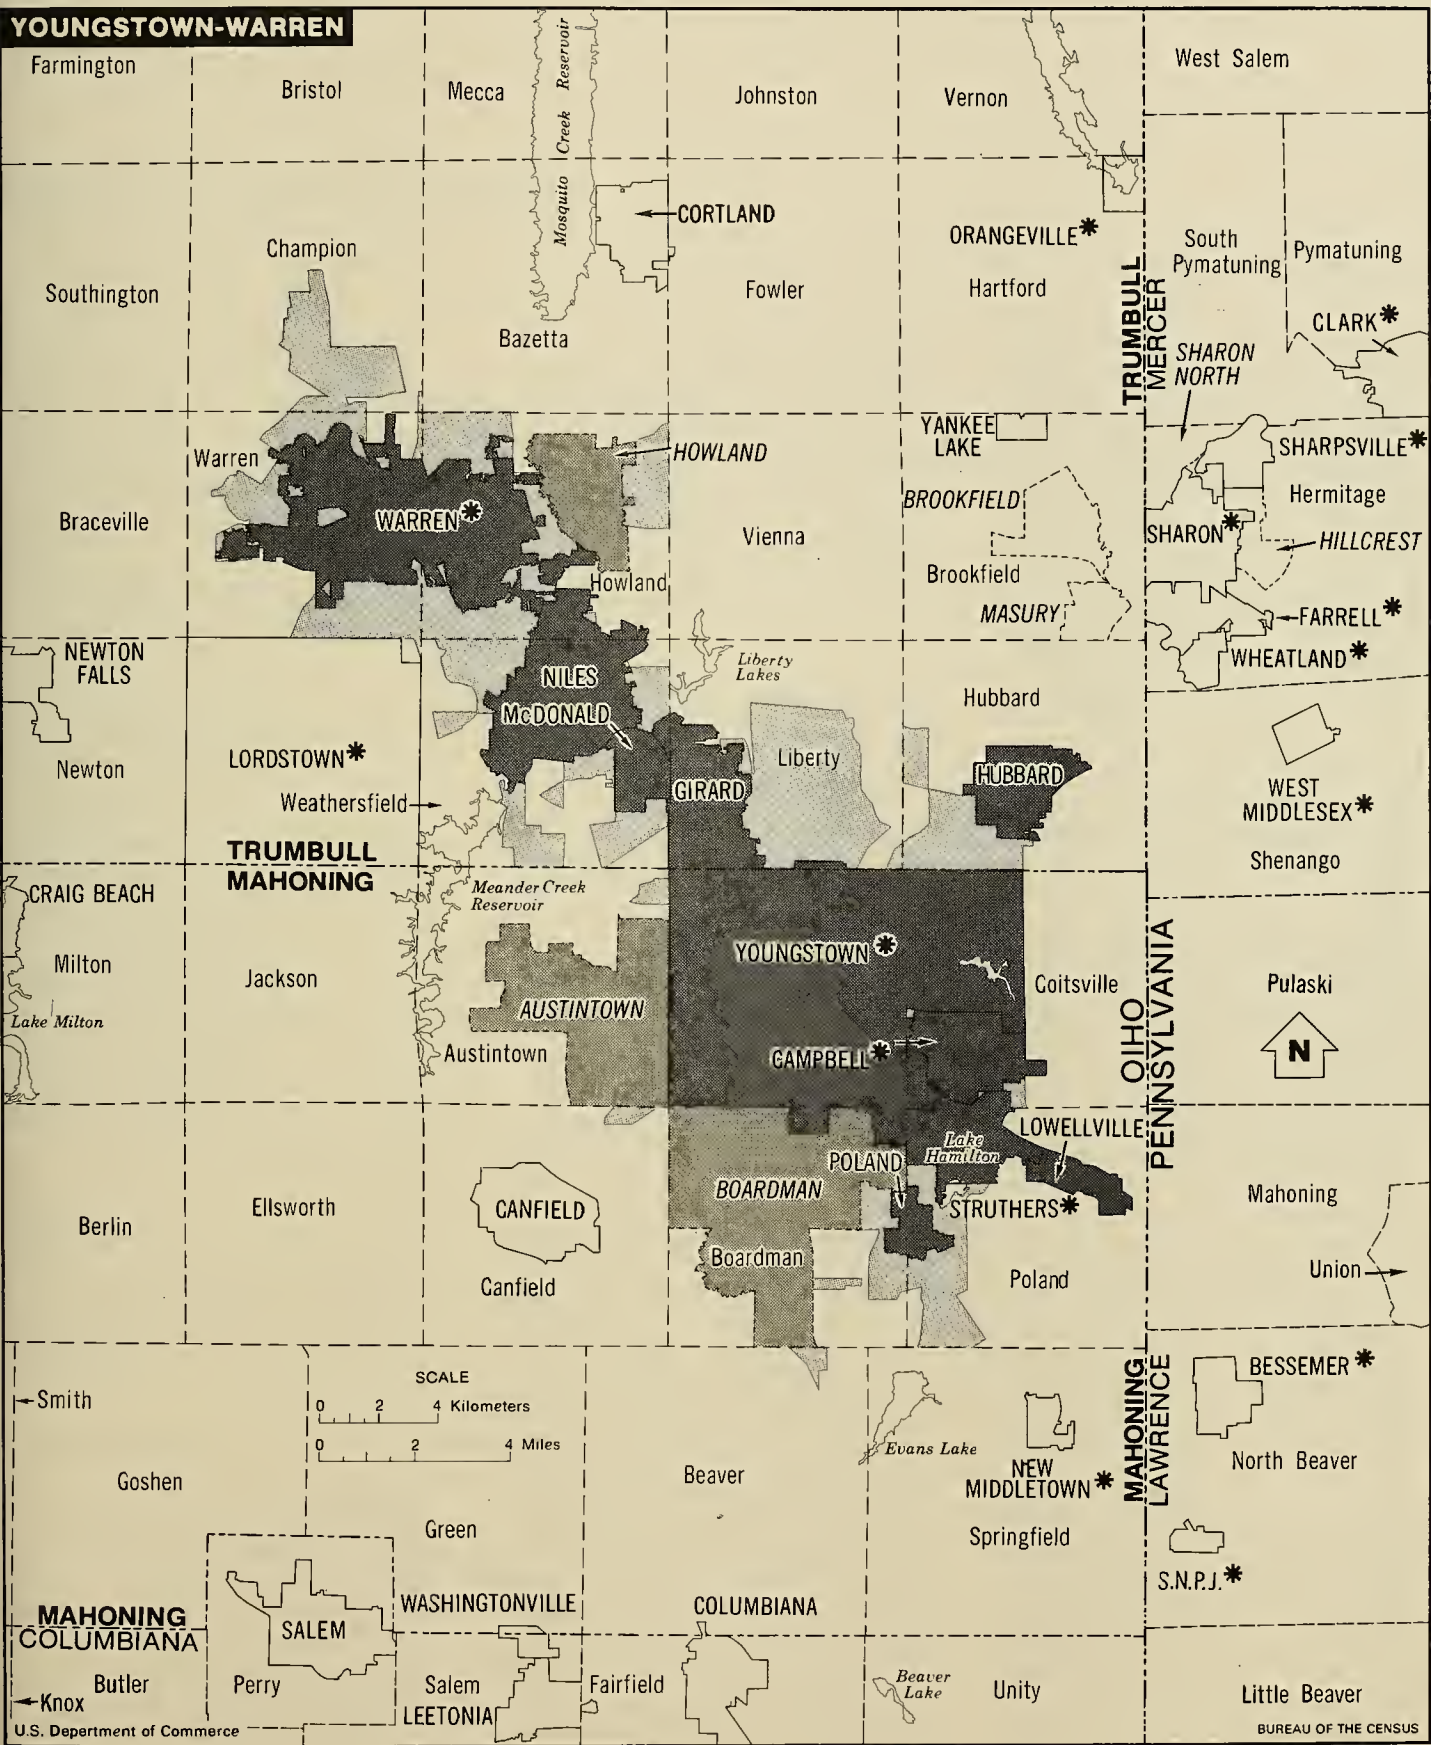 YOUNGSTOWN-WARREN
Farmington
Bristol
Mecca
Mosquito Creek Reservoir
Johnston
Vernon
West Salem
CORTLAND
ORANGEVILLE*
South
Pymatuning
Pymatuning
Champion
Southington
Fowler
Hartford
TRUMBULL
MERCER
CLARK*
Bazetta
SHARON
NORTH
YANKEE
LAKE
SHARPSVILLE*
Warren
HOWLAND
Hermitage
BROOKFIELD
Braceville
WARREN*
Vienna
SHARON*
HILLCREST
Howland
Brookfield
MASURY
FARRELL*
NEWTON
FALLS
NILES
Liberty
Lakes
WHEATLAND*
Hubbard
McDONALD
LORDSTOWN*
Liberty
HUBBARD
Newton
GIRARD
WEST
MIDDLESEX*
Weathersfield
TRUMBULL
MAHONING
Shenango
CRAIG BEACH
Meander Creek
Reservoir
Milton
Jackson
YOUNGSTOWN*
Coitsville
OIHO
PENNSYLVANIA
Pulaski
Lake Milton
AUSTINTOWN
Austintown
CAMPBELL*
N
LOWELLVILLE
Lake
Hamilton
POLAND
Ellsworth
CANFIELD
BOARDMAN
STRUTHERS*
Mahoning
Berlin
Boardman
Canfield
Poland
Union
SCALE
0 2 4 Kilometers
0 2 4 Miles
Smith
MAHONING
LAWRENCE
BESSEMER*
Evans Lake
Goshen
Beaver
NEW
MIDDLETOWN*
North Beaver
Green
Springfield
S.N.P.J.*
MAHONING
COLUMBIANA
SALEM
WASHINGTONVILLE
COLUMBIANA
Butler
Perry
Salem
LEETONIA
Fairfield
Beaver
Lake
Unity
Little Beaver
Knox
U.S. Department of Commerce
BUREAU OF THE CENSUS